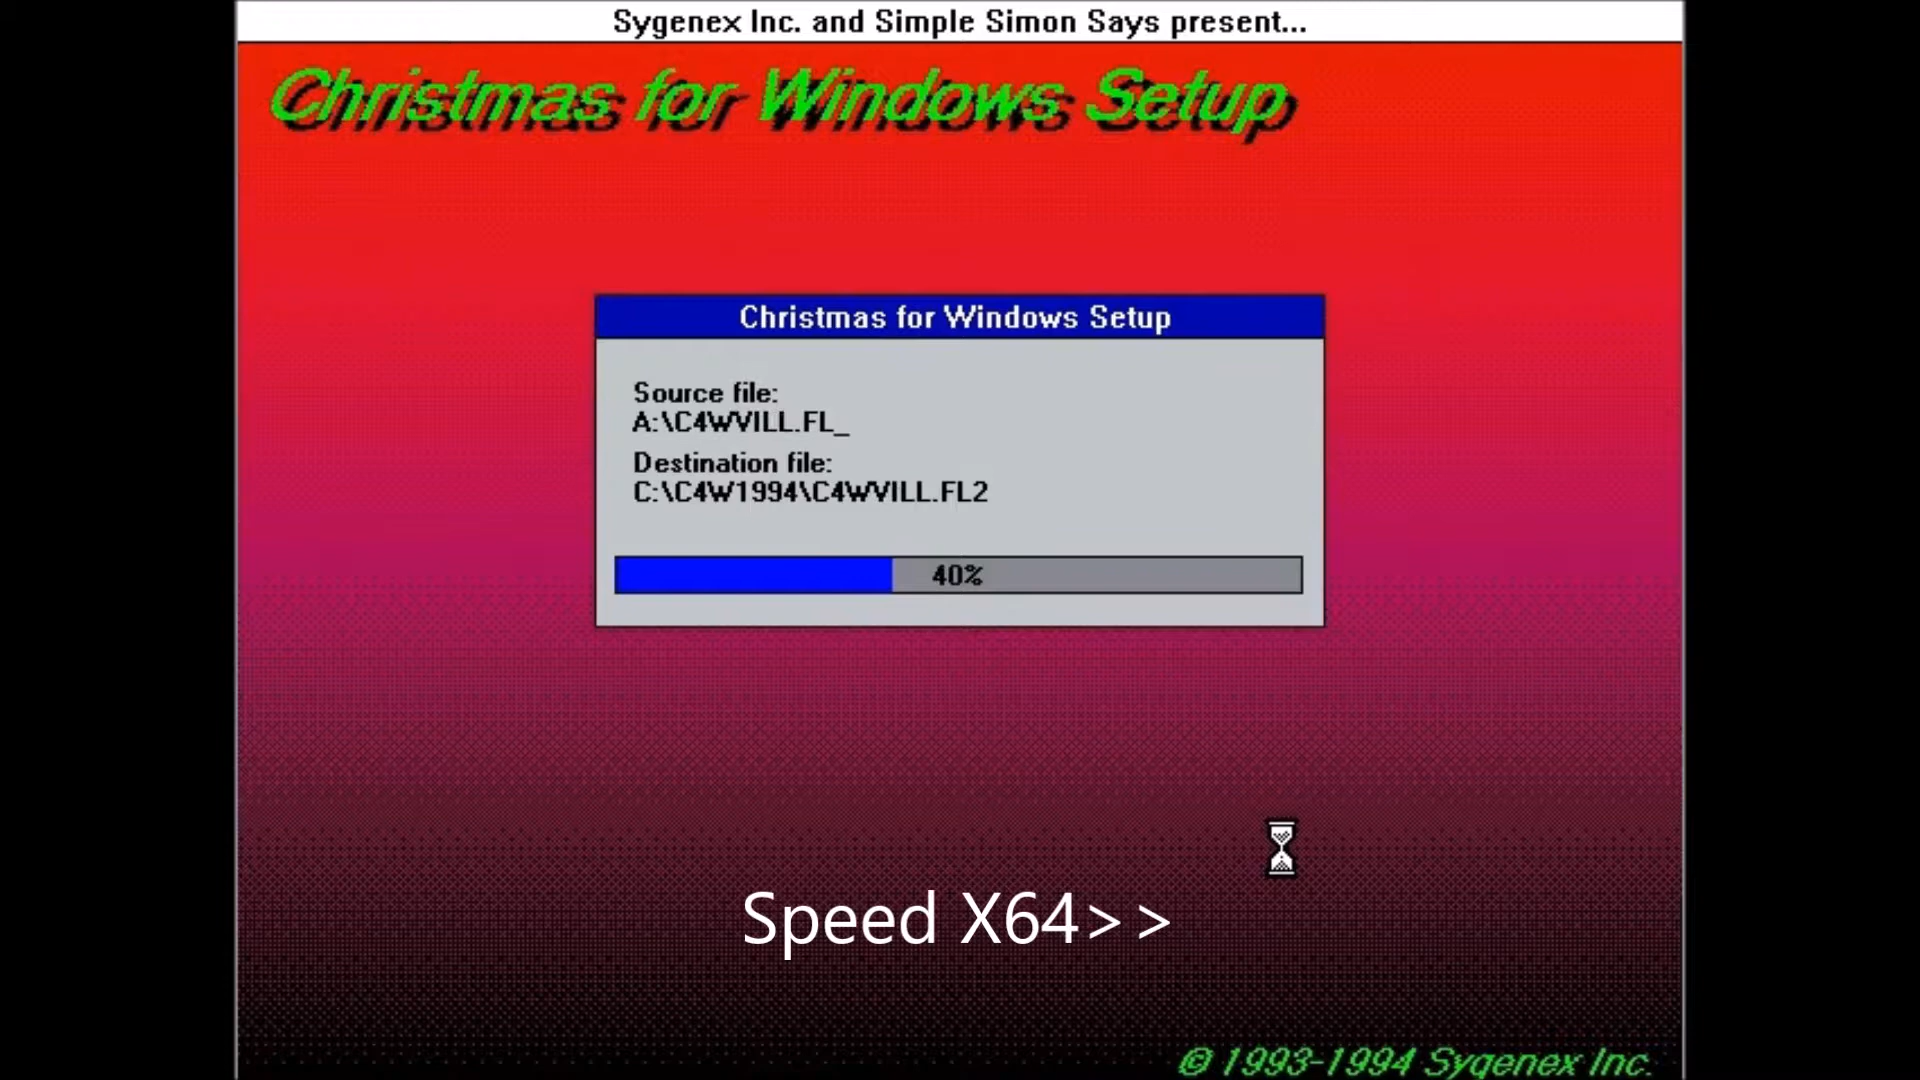 Sygenex Inc. and Simple Simon Says present...
Christmas for Windows Setup
Christmas for Windows Setup
Source file:
A:\C4WVILL.FL_
Destination file:
C:\C4W1994\C4WVILL.FL2
40%
Speed X64>>
© 1993-1994 Sygenex Inc.